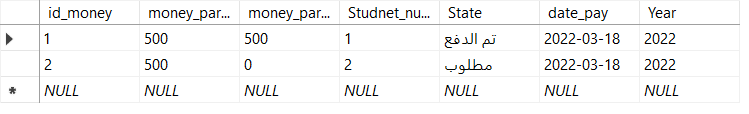 id_money money_par... money_par... Studnet_nu... State date_pay Year
1 500 500 1 تم الدفع 2022-03-18 2022
2 500 0 2 مطلوب 2022-03-18 2022
NULL NULL NULL NULL NULL NULL NULL